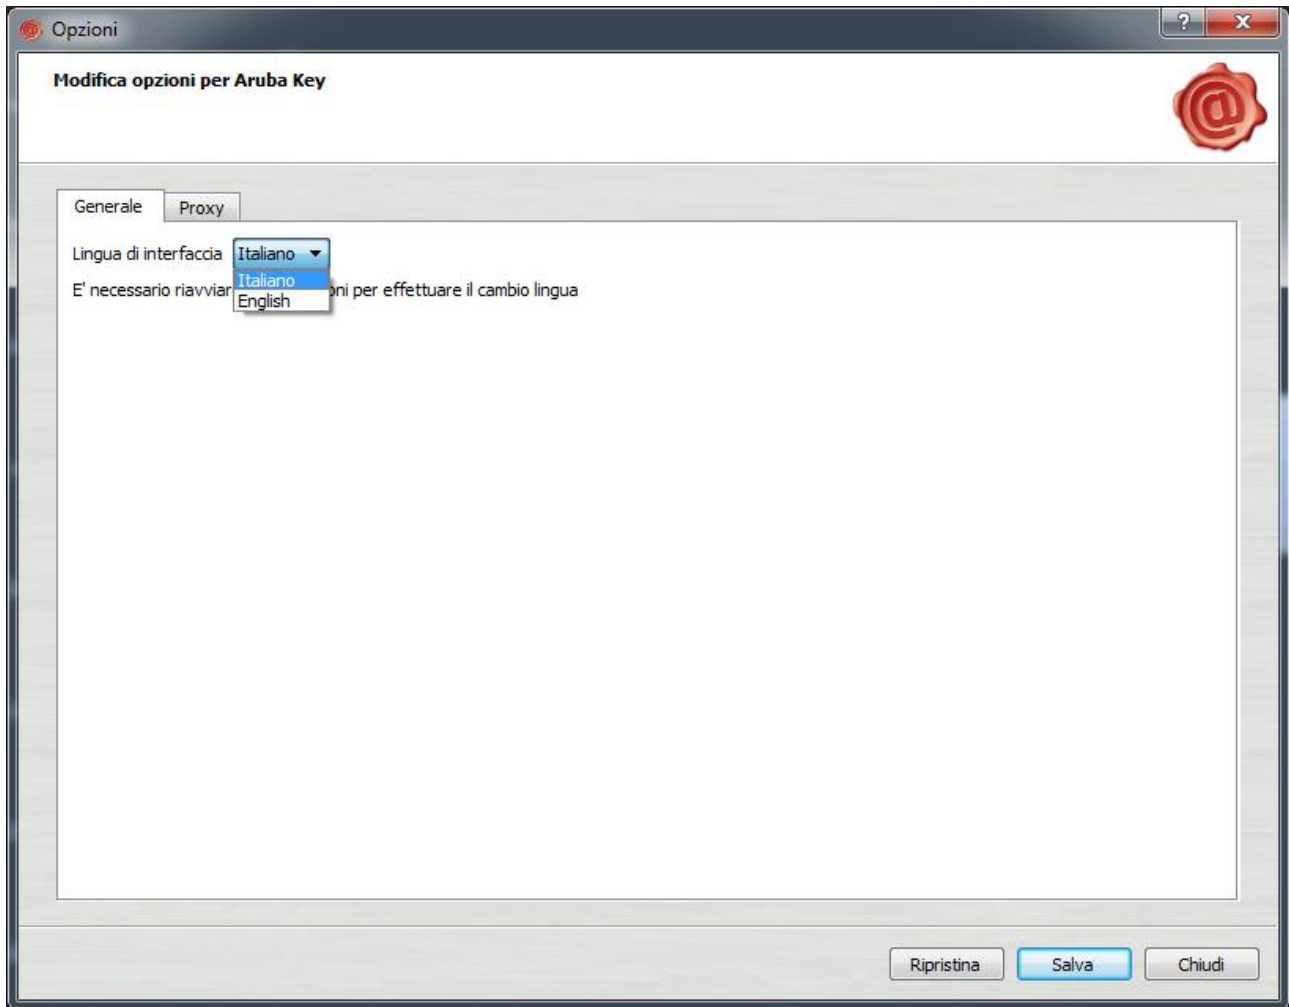 Opzioni
?
X
Modifica opzioni per Aruba Key
@
Generale
Proxy
Lingua di interfaccia Italiano
Italiano
E' necessario riavviar oni per effettuare il cambio lingua
English
Ripristina
Salva
Chiudi